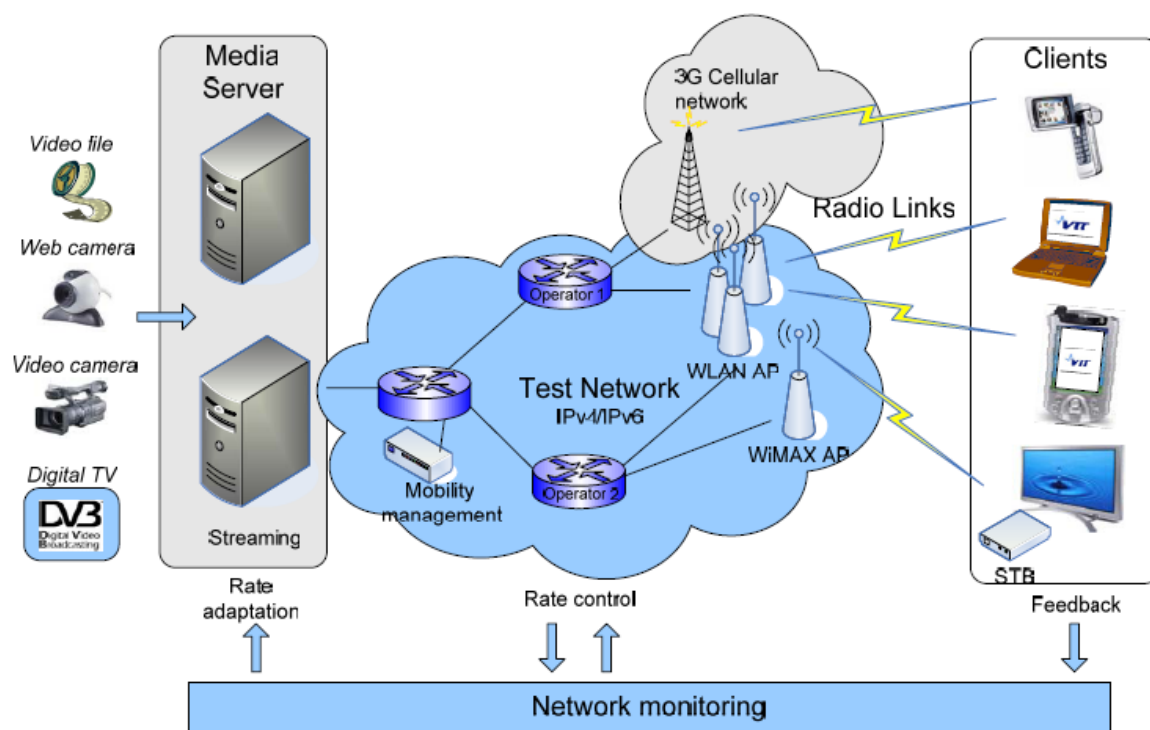 Media
Server
Video file
Web camera
Video camera
Digital TV
DVB
Digital Video
Broadcasting
Streaming
3G Cellular
network
Radio Links
Operator 1
WLAN AP
Test Network
IPv4/IPv6
WiMAX AP
Operator 2
Mobility
management
Clients
VTT
VTT
STB
Rate
adaptation
Rate control
Feedback
Network monitoring